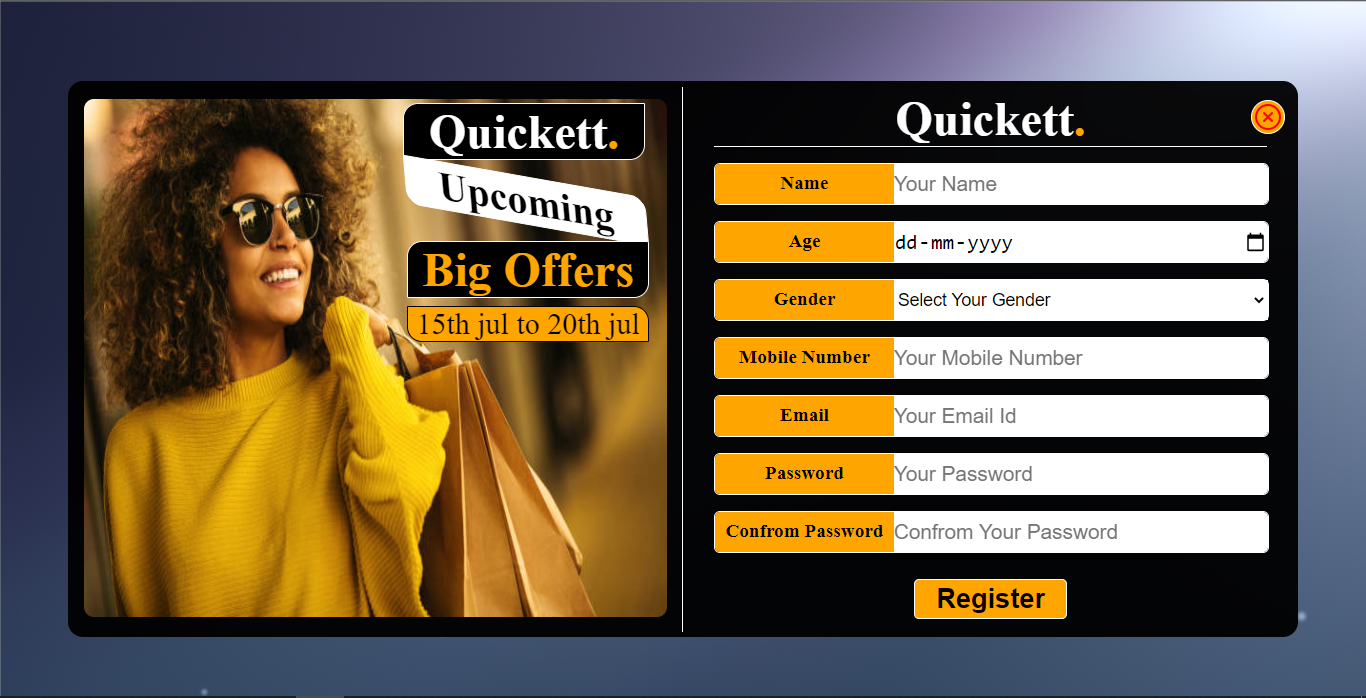 Quickett.
Upcoming
Big Offers
15th jul to 20th jul
Quickett.
Name Your Name
Age dd-mm-yyyy
Gender Select Your Gender
Mobile Number Your Mobile Number
Email Your Email Id
Password Your Password
Confrom Password Confrom Your Password
Register